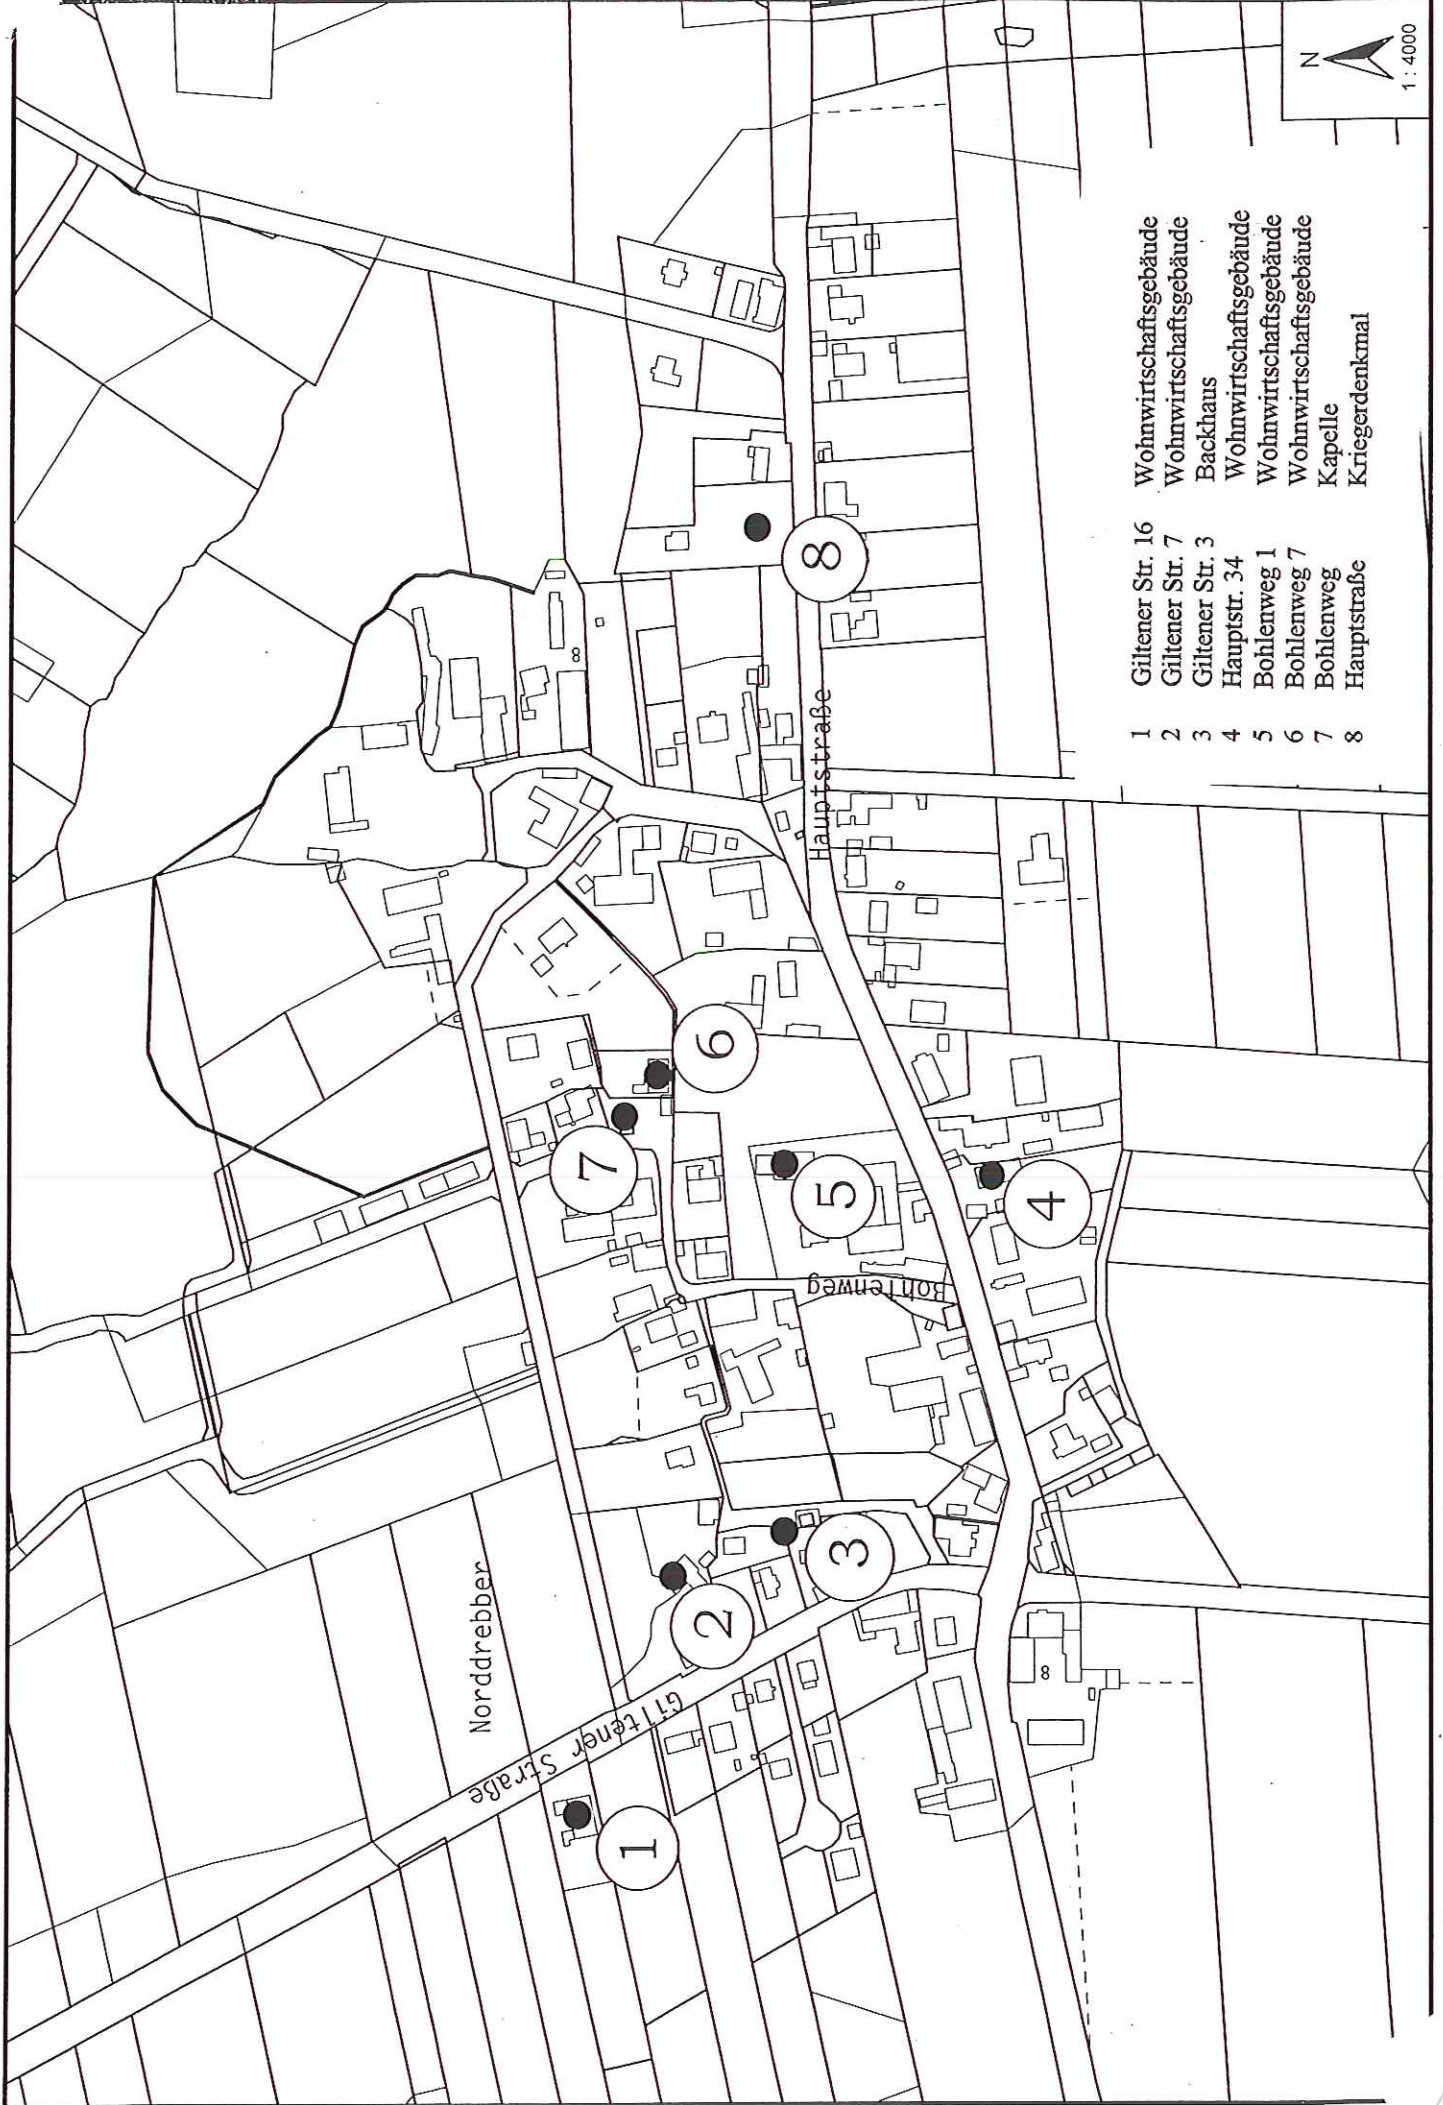 Norddrebber
Giltener Straße
Bohlenweg
Hauptstraße
1
2
3
4
5
6
7
8
8
8
1 Giltener Str. 16 Wohnwirtschaftsgebäude
2 Giltener Str. 7 Wohnwirtschaftsgebäude
3 Giltener Str. 3 Backhaus
4 Hauptstr. 34 Wohnwirtschaftsgebäude
5 Bohlenweg 1 Wohnwirtschaftsgebäude
6 Bohlenweg 7 Wohnwirtschaftsgebäude
7 Bohlenweg Kapelle
8 Hauptstraße Kriegerdenkmal
N
1 : 4000